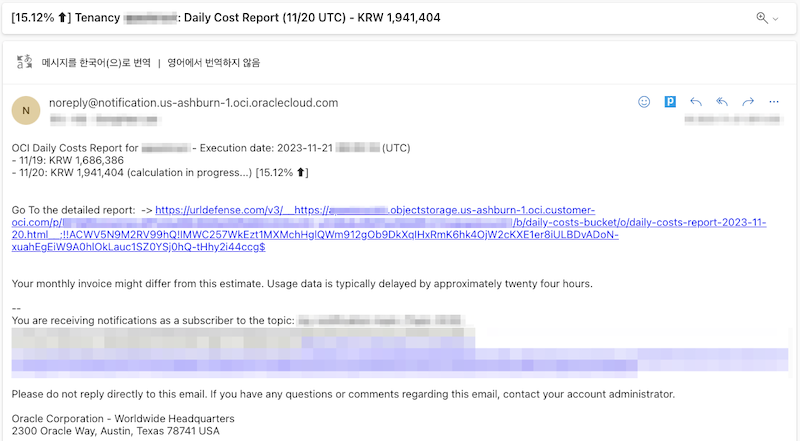 [15.12% ⬆] Tenancy : Daily Cost Report (11/20 UTC) - KRW 1,941,404
메시지를 한국어(으)로 번역 | 영어에서 번역하지 않음
N
noreply@notification.us-ashburn-1.oci.oraclecloud.com
OCI Daily Costs Report for - Execution date: 2023-11-21 (UTC)
- 11/19: KRW 1,686,386
- 11/20: KRW 1,941,404 (calculation in progress...) [15.12% ⬆]
Go To the detailed report: -> https://urldefense.com/v3/__https://.objectstorage.us-ashburn-1.oci.customer-
oci.com/p//b/daily-costs-bucket/o/daily-costs-report-2023-11-
20.html__;!!ACWV5N9M2RV99hQ!IMWC257WkEzt1MXMchHglQWm912gOb9DkXqIHxRmK6hk4OjW2cKXE1er8iULBDvADoN-
xuahEgEiW9A0hlOkLauc1SZ0YSj0hQ-tHhy2i44ccg$
Your monthly invoice might differ from this estimate. Usage data is typically delayed by approximately twenty four hours.
--
You are receiving notifications as a subscriber to the topic:
Please do not reply directly to this email. If you have any questions or comments regarding this email, contact your account administrator.
Oracle Corporation - Worldwide Headquarters
2300 Oracle Way, Austin, Texas 78741 USA